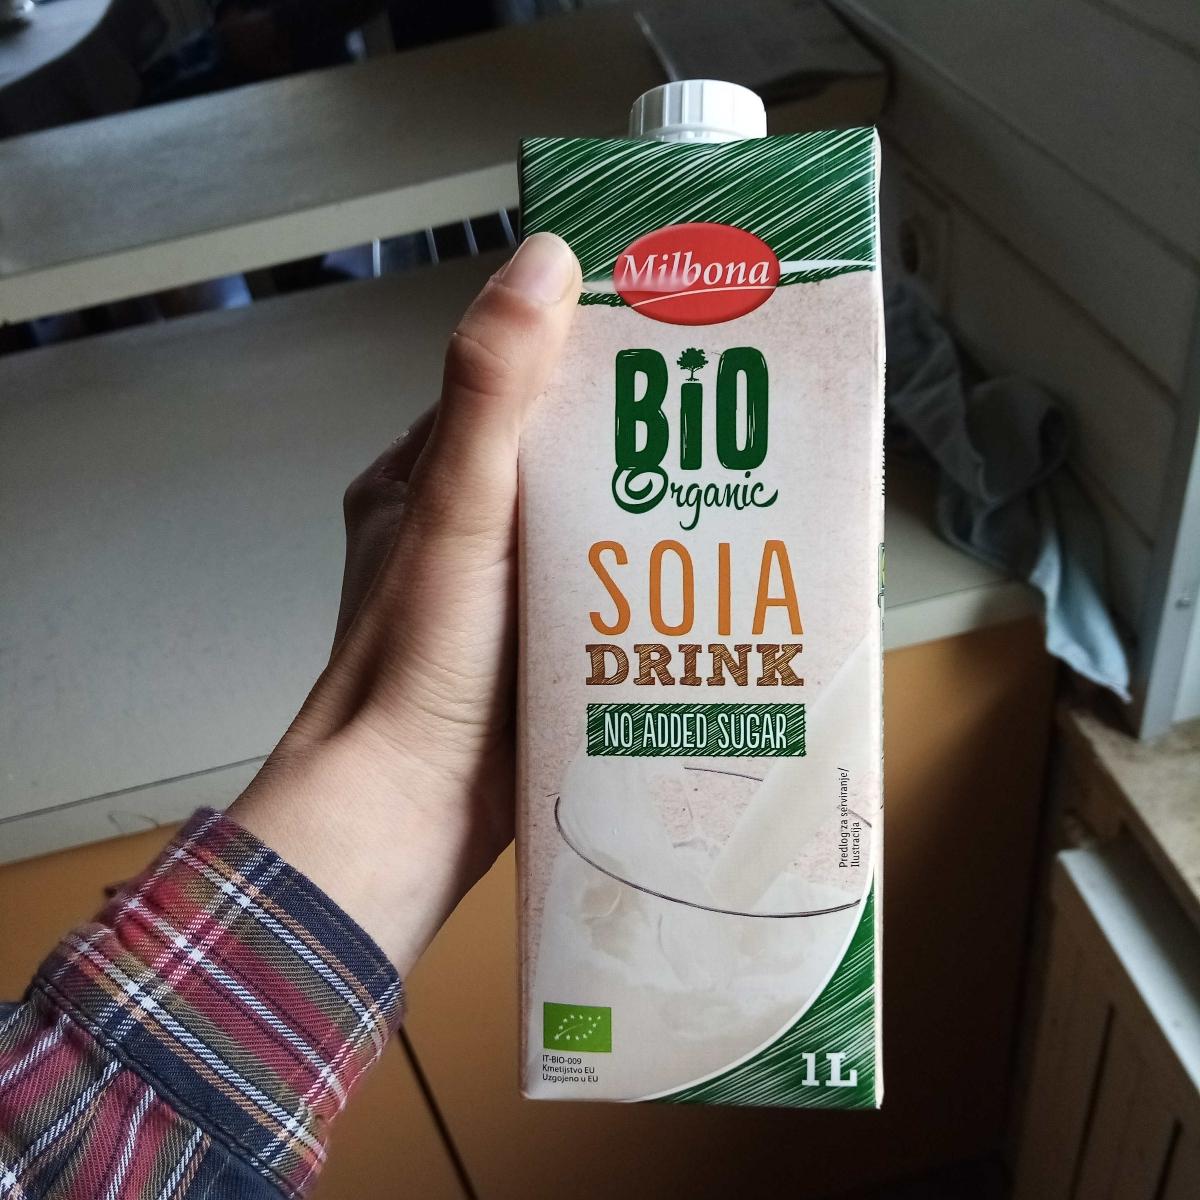 Milbona
BiO
Organic
SOIA
DRINK
NO ADDED SUGAR
Predlog za serviranje/
Ilustracija
IT-BIO-009
Kmetijstvo EU
Uzgojeno u EU
1L